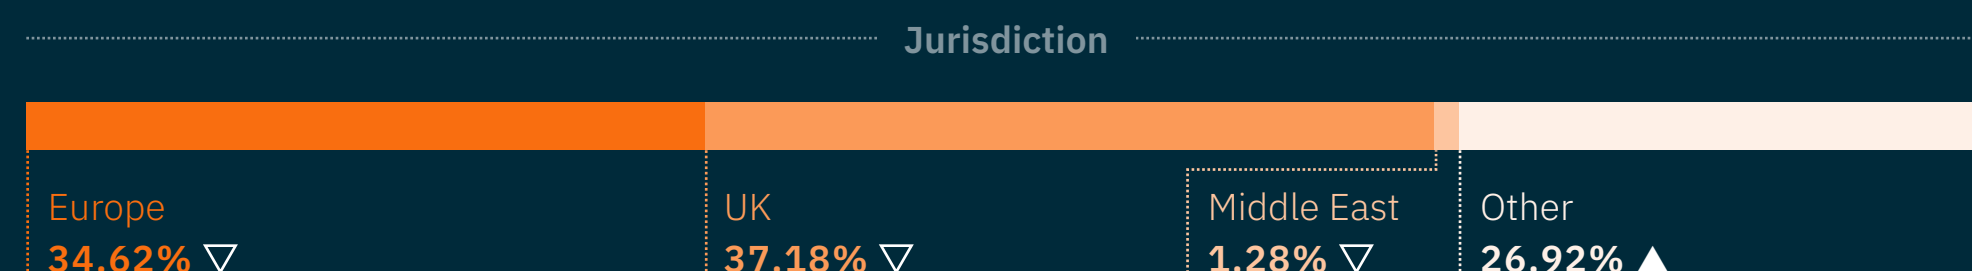 Jurisdiction
Europe
34.62%
UK
37.18%
Middle East
1.28%
Other
26.92%